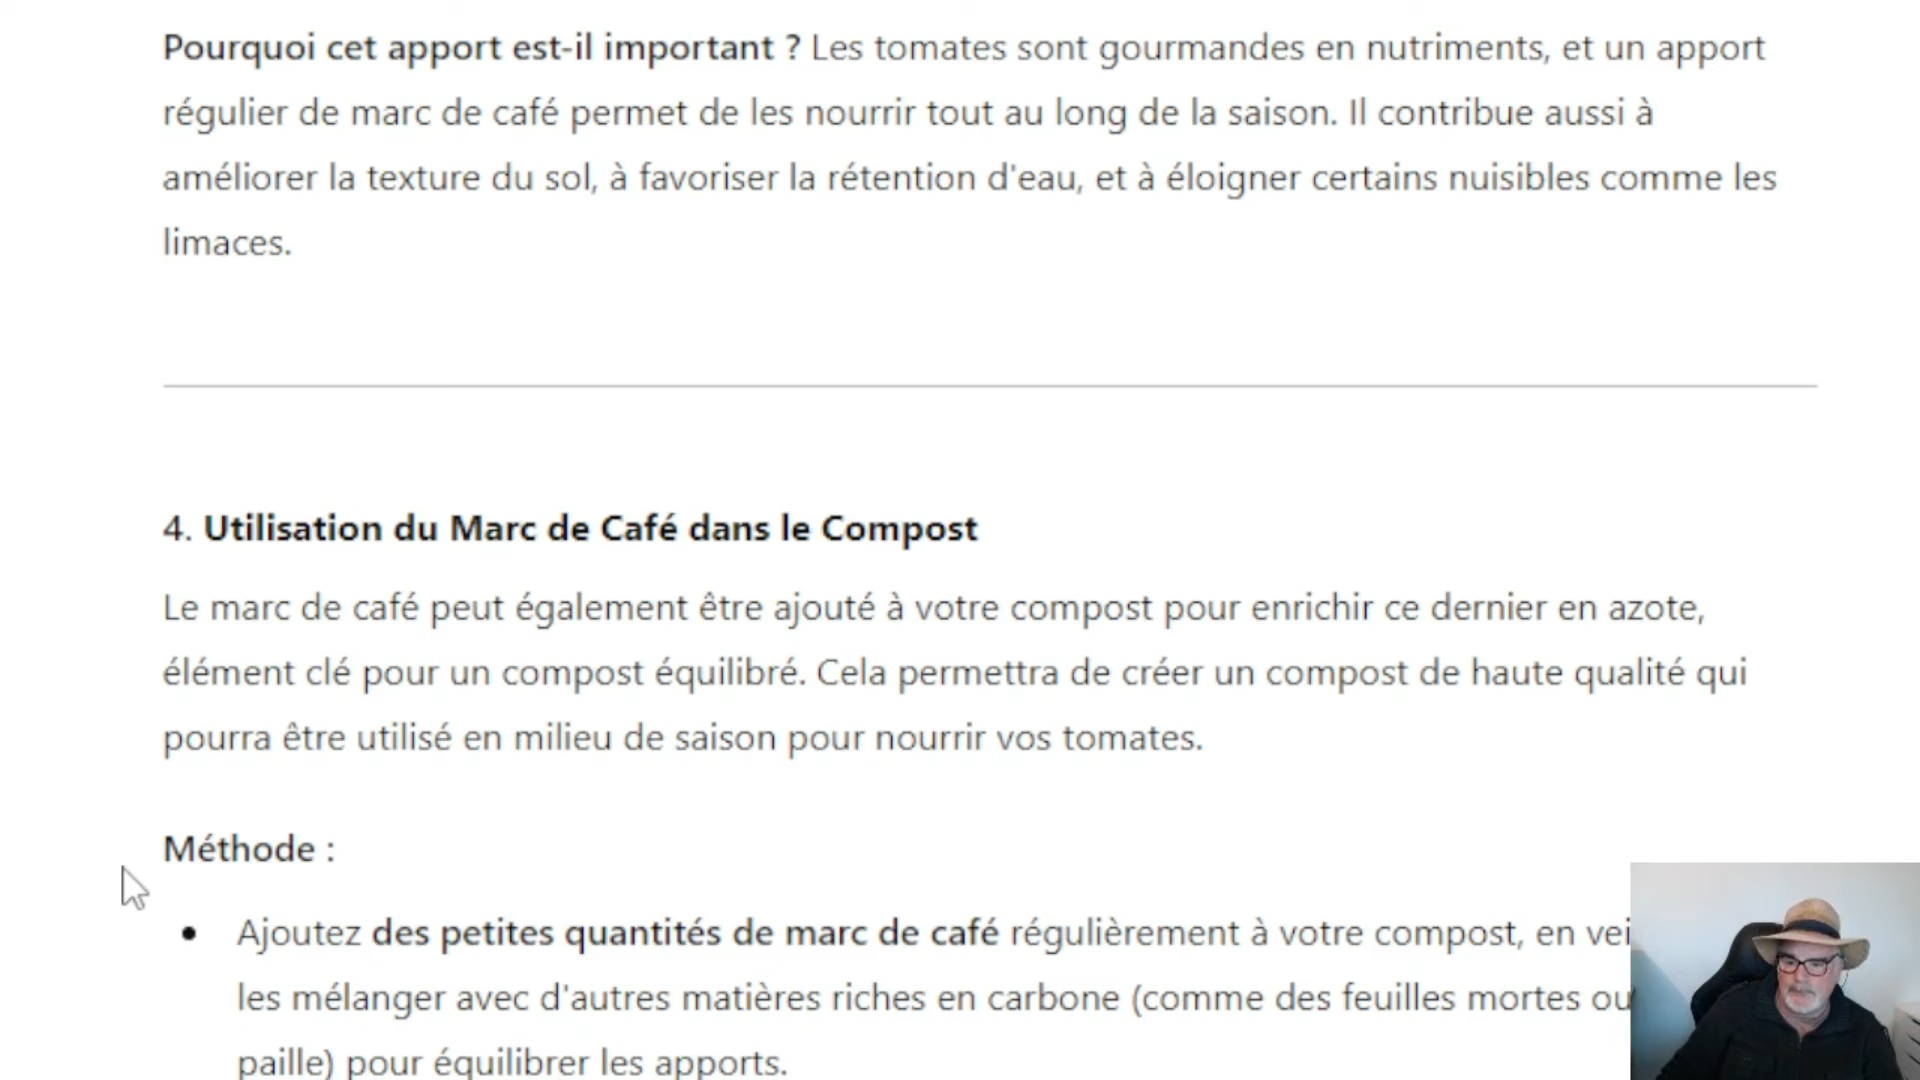 Pourquoi cet apport est-il important ? Les tomates sont gourmandes en nutriments, et un apport
régulier de marc de café permet de les nourrir tout au long de la saison. Il contribue aussi à
améliorer la texture du sol, à favoriser la rétention d'eau, et à éloigner certains nuisibles comme les
limaces.
4. Utilisation du Marc de Café dans le Compost
Le marc de café peut également être ajouté à votre compost pour enrichir ce dernier en azote,
élément clé pour un compost équilibré. Cela permettra de créer un compost de haute qualité qui
pourra être utilisé en milieu de saison pour nourrir vos tomates.
Méthode :
• Ajoutez des petites quantités de marc de café régulièrement à votre compost, en
les mélanger avec d'autres matières riches en carbone (comme des feuilles mortes ou
paille) pour équilibrer les apports.